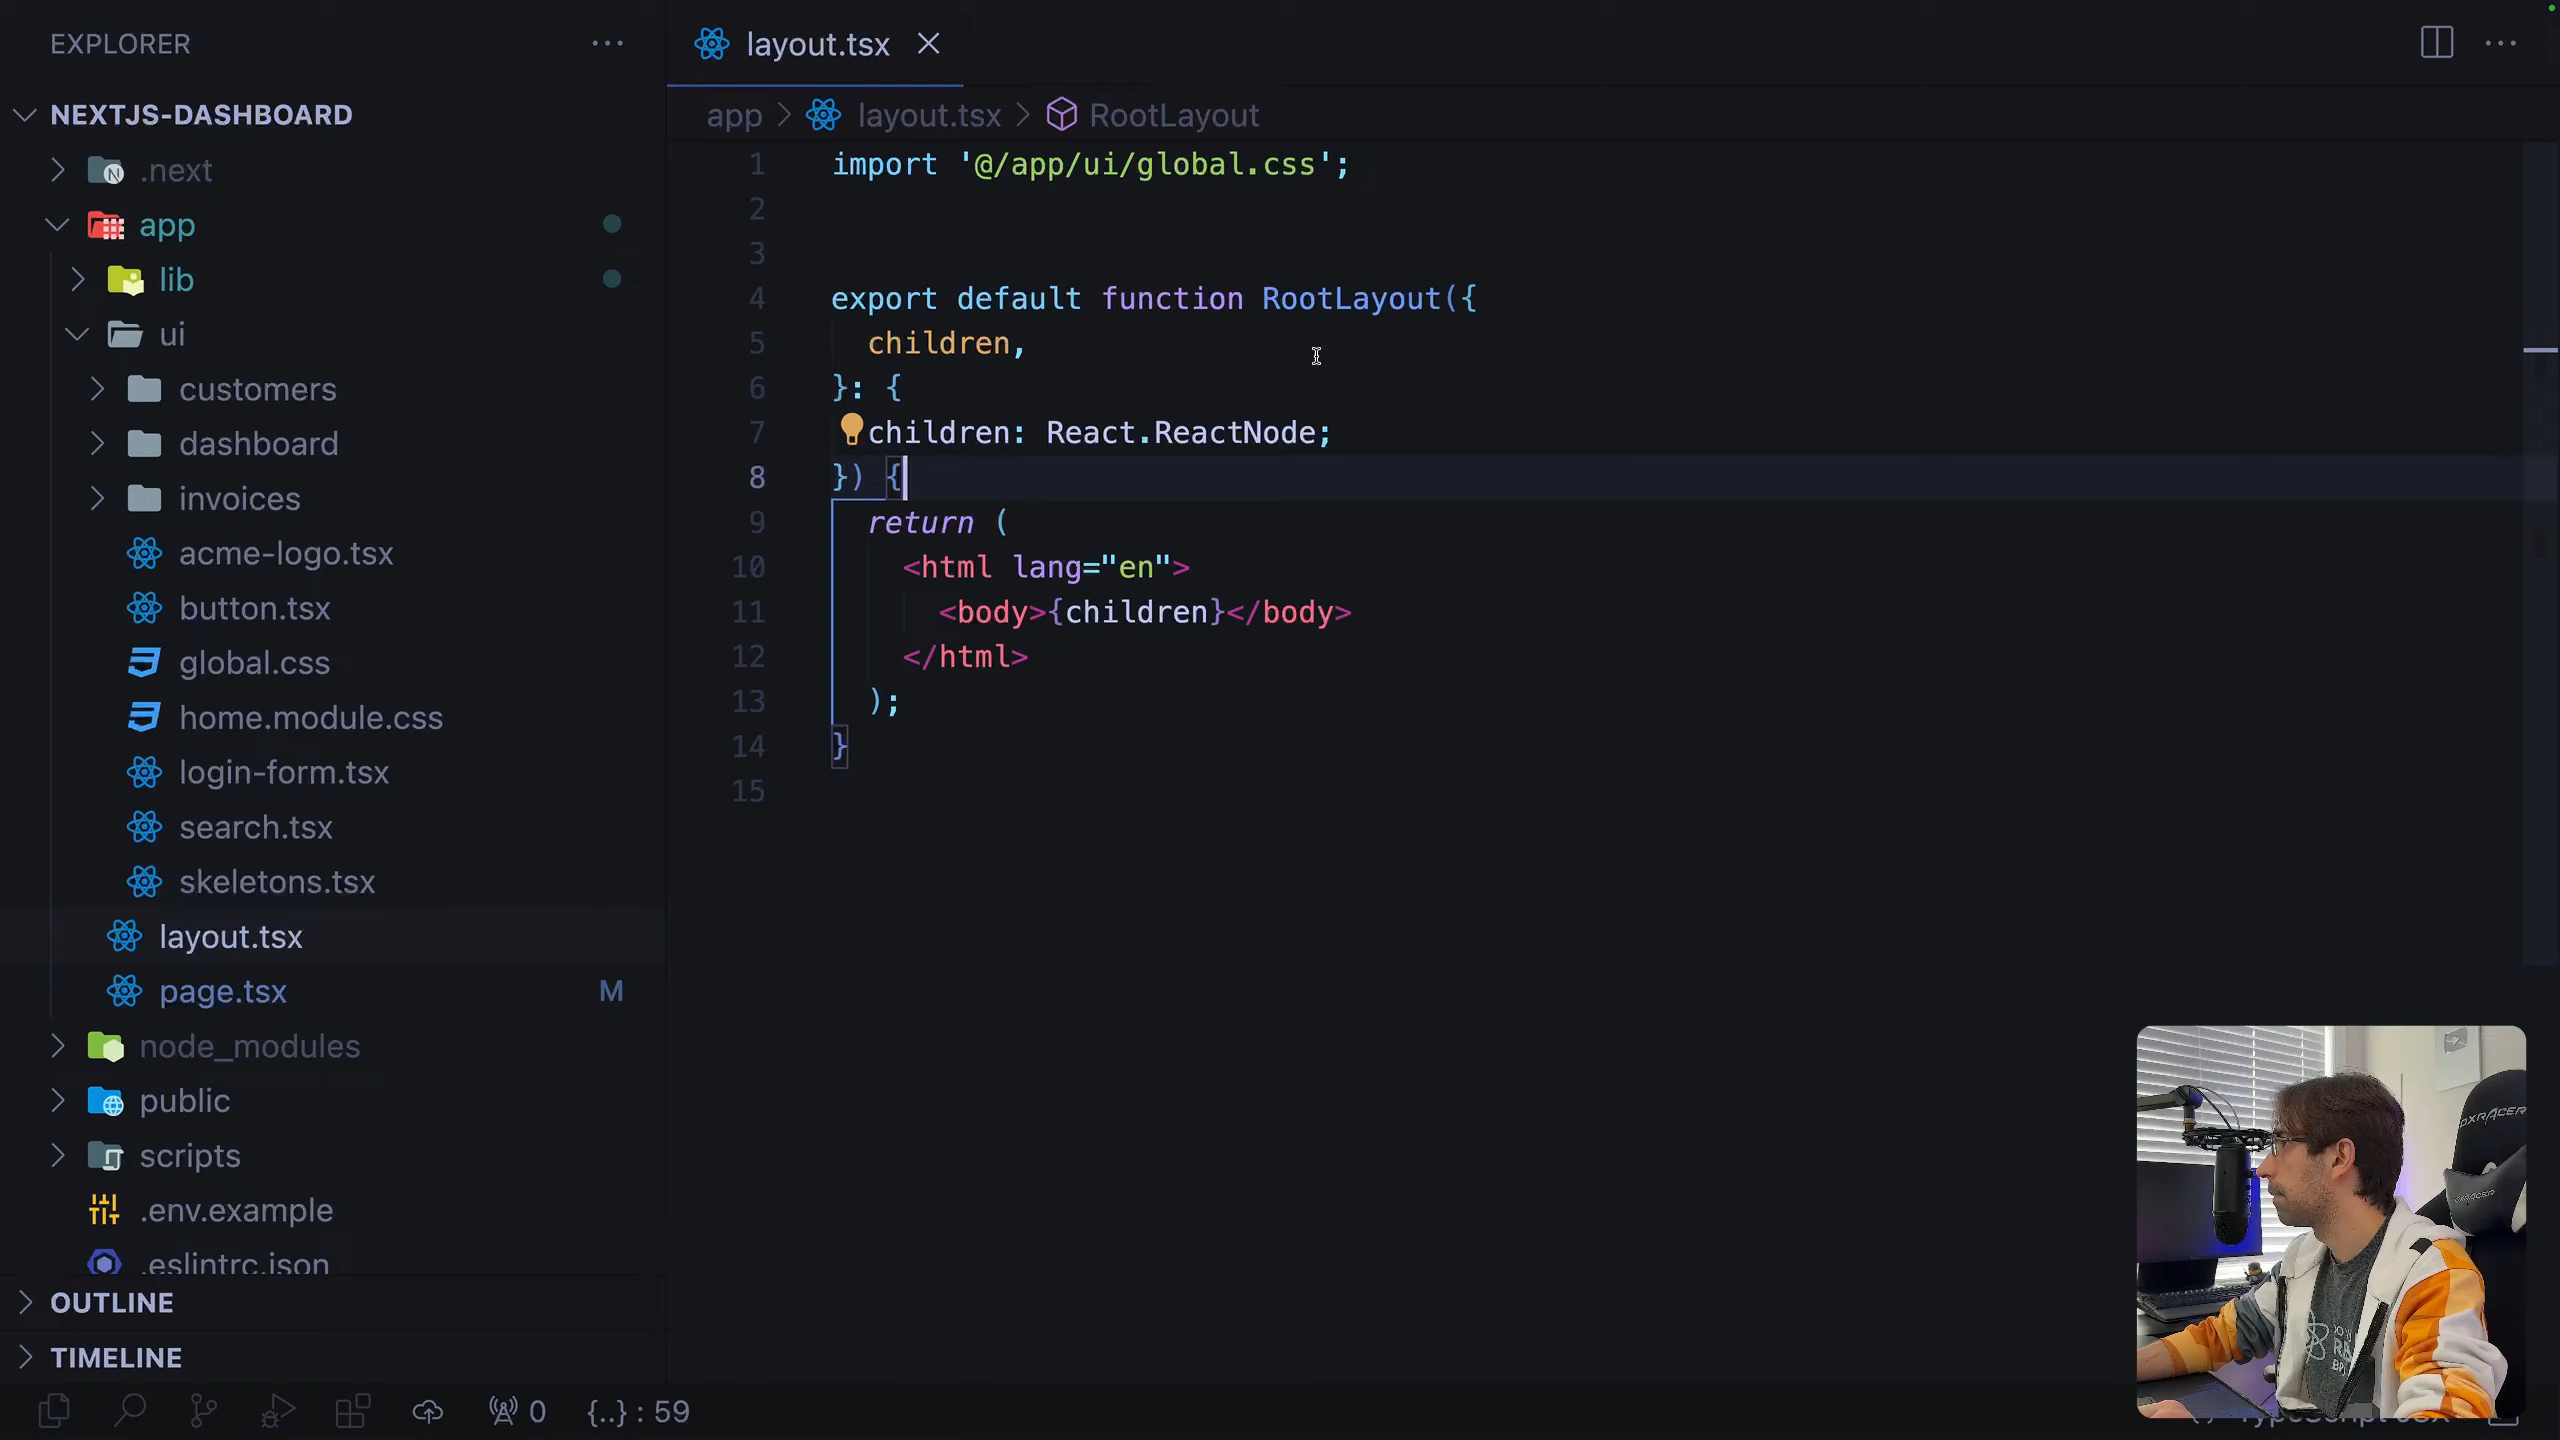 EXPLORER
NEXTJS-DASHBOARD
.next
app
lib
ui
customers
dashboard
invoices
acme-logo.tsx
button.tsx
global.css
home.module.css
login-form.tsx
search.tsx
skeletons.tsx
layout.tsx
page.tsx M
node_modules
public
scripts
.env.example
.eslintrc.json
OUTLINE
TIMELINE
0 {..} : 59
layout.tsx
app > layout.tsx > RootLayout
1 import '@/app/ui/global.css';
2
3
4 export default function RootLayout({
5 children,
6 }: {
7 children: React.ReactNode;
8 }) {
9 return (
10 <html lang="en">
11 <body>{children}</body>
12 </html>
13 );
14 }
15
DXRACER